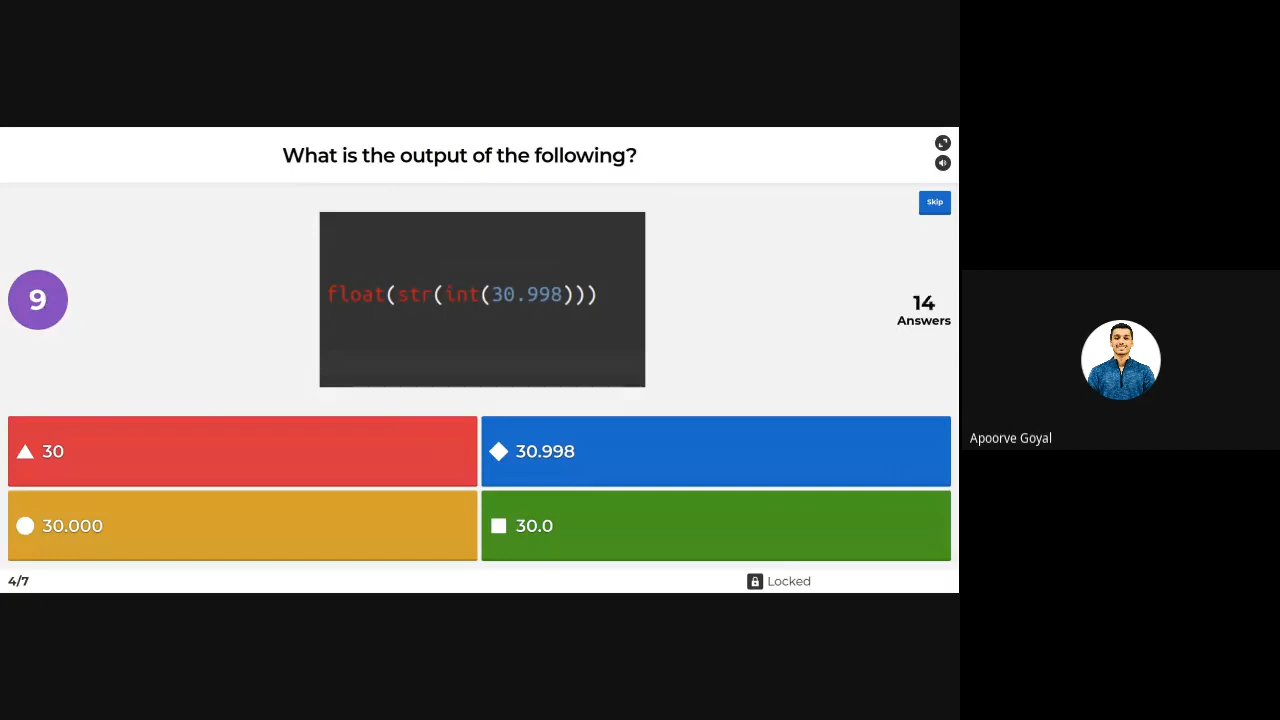 What is the output of the following?
Skip
9
float(str(int(30.998)))
14
Answers
30
30.998
30.000
30.0
4/7
Locked
Apoorve Goyal